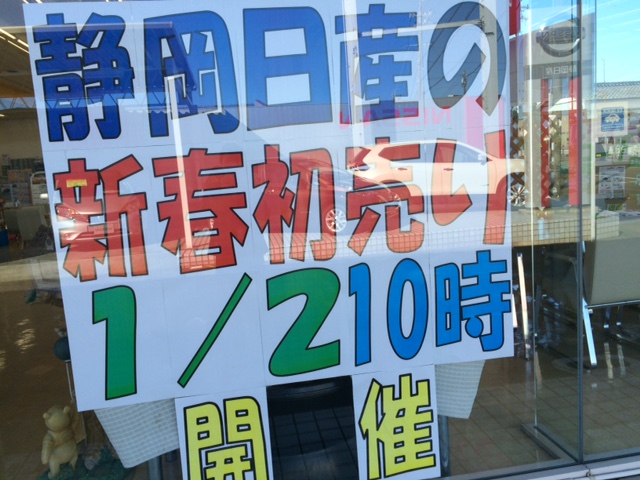 静岡日産の
新春初売り
1/210時
開催